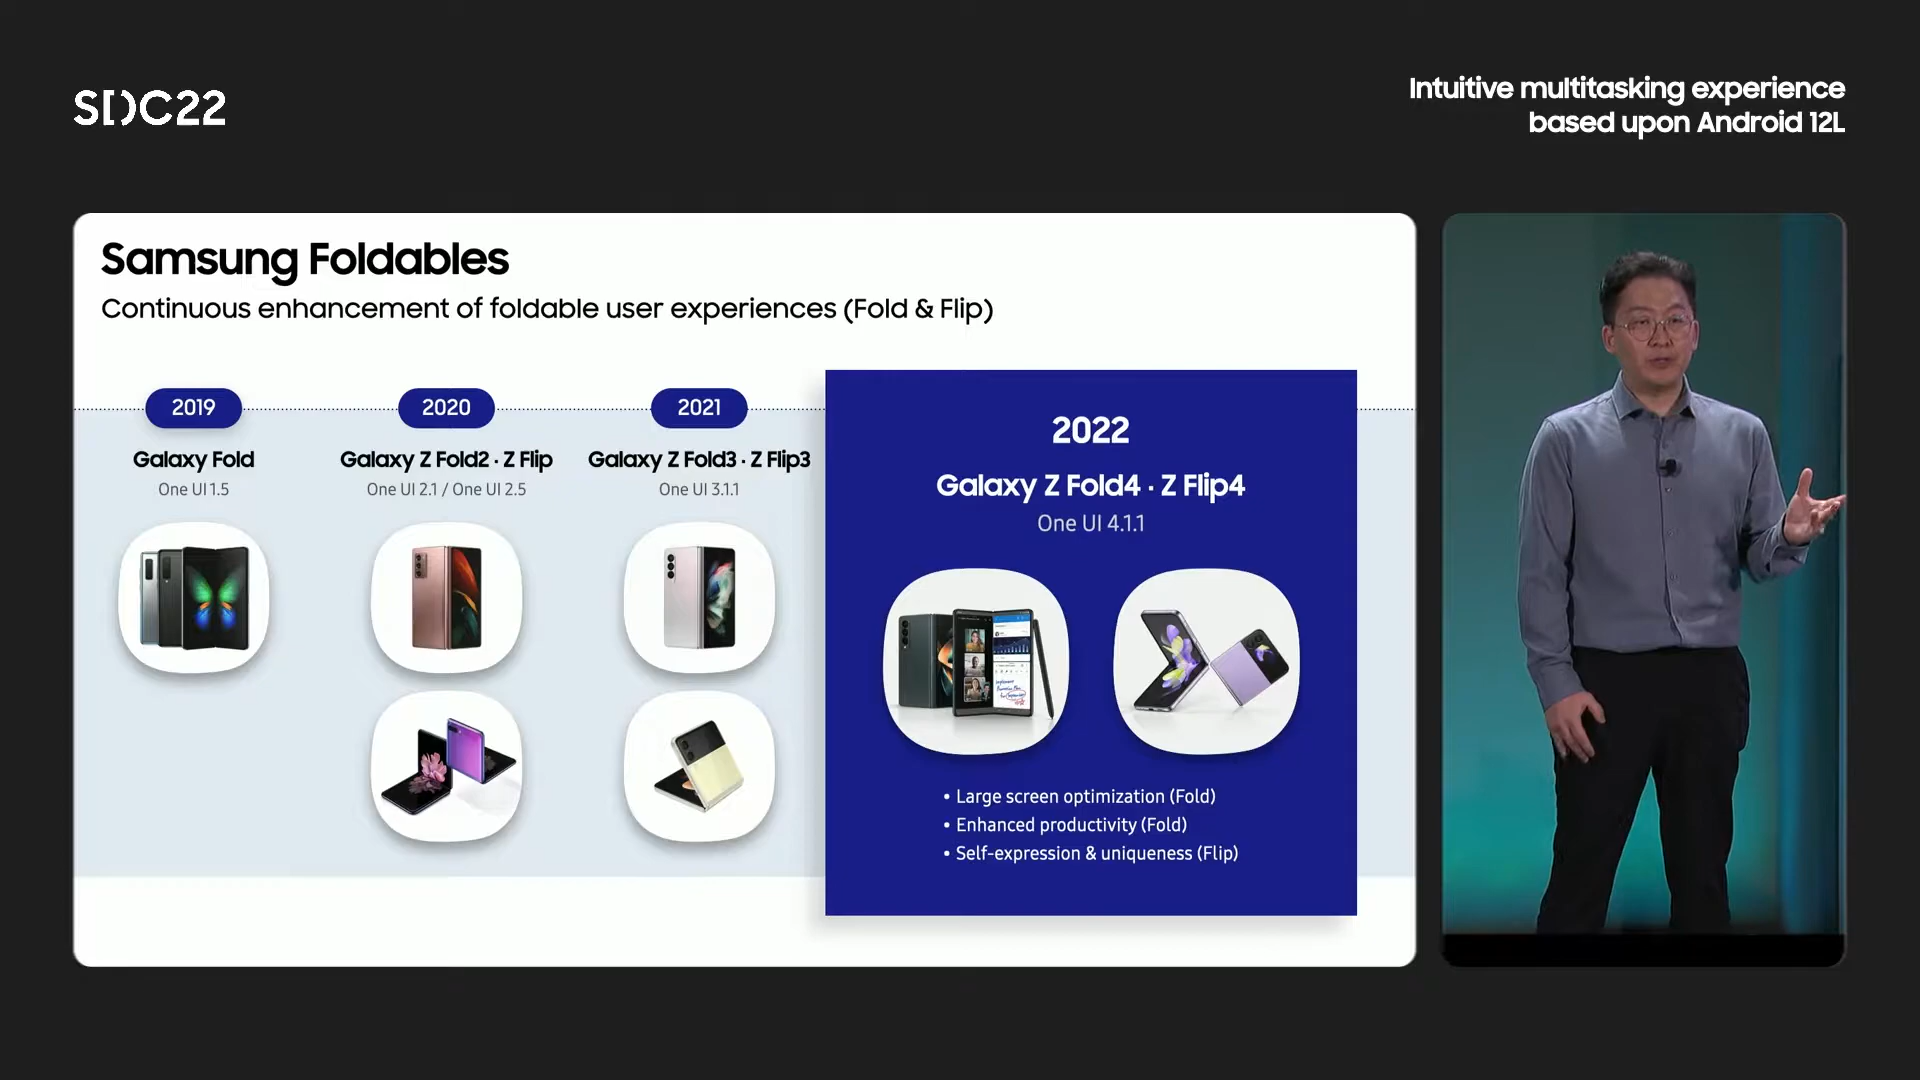 SDC22
Intuitive multitasking experience
based upon Android 12L
Samsung Foldables
Continuous enhancement of foldable user experiences (Fold & Flip)
2019
Galaxy Fold
One UI 1.5
2020
Galaxy Z Fold2 · Z Flip
One UI 2.1 / One UI 2.5
2021
Galaxy Z Fold3 · Z Flip3
One UI 3.1.1
2022
Galaxy Z Fold4 · Z Flip4
One UI 4.1.1
• Large screen optimization (Fold)
• Enhanced productivity (Fold)
• Self-expression & uniqueness (Flip)